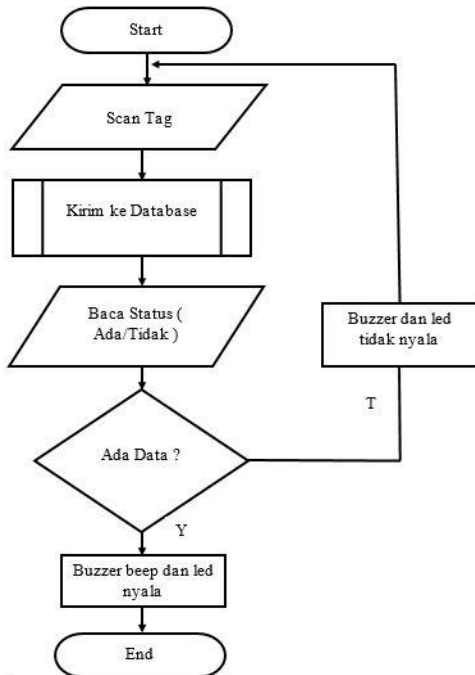 Start
Scan Tag
Kirim ke Database
Baca Status (
Ada/Tidak )
Buzzer dan led
tidak nyala
T
Ada Data ?
Y
Buzzer beep dan led
nyala
End